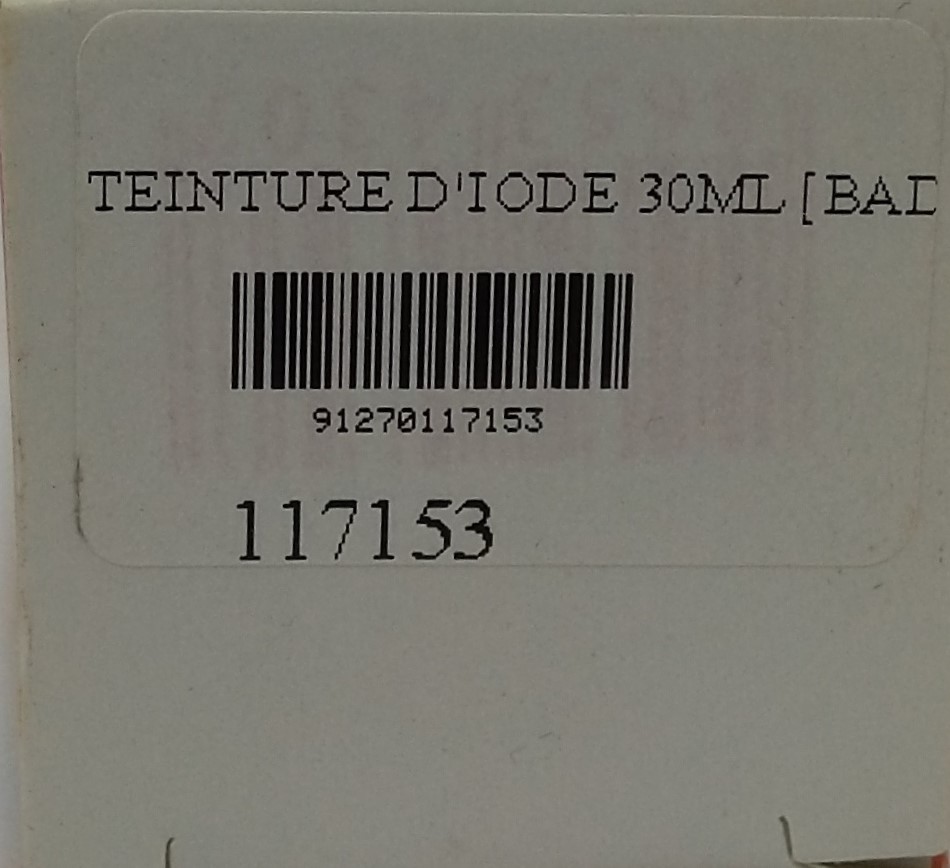 TEINTURE D'IODE 30ML [BAD
91270117153
117153